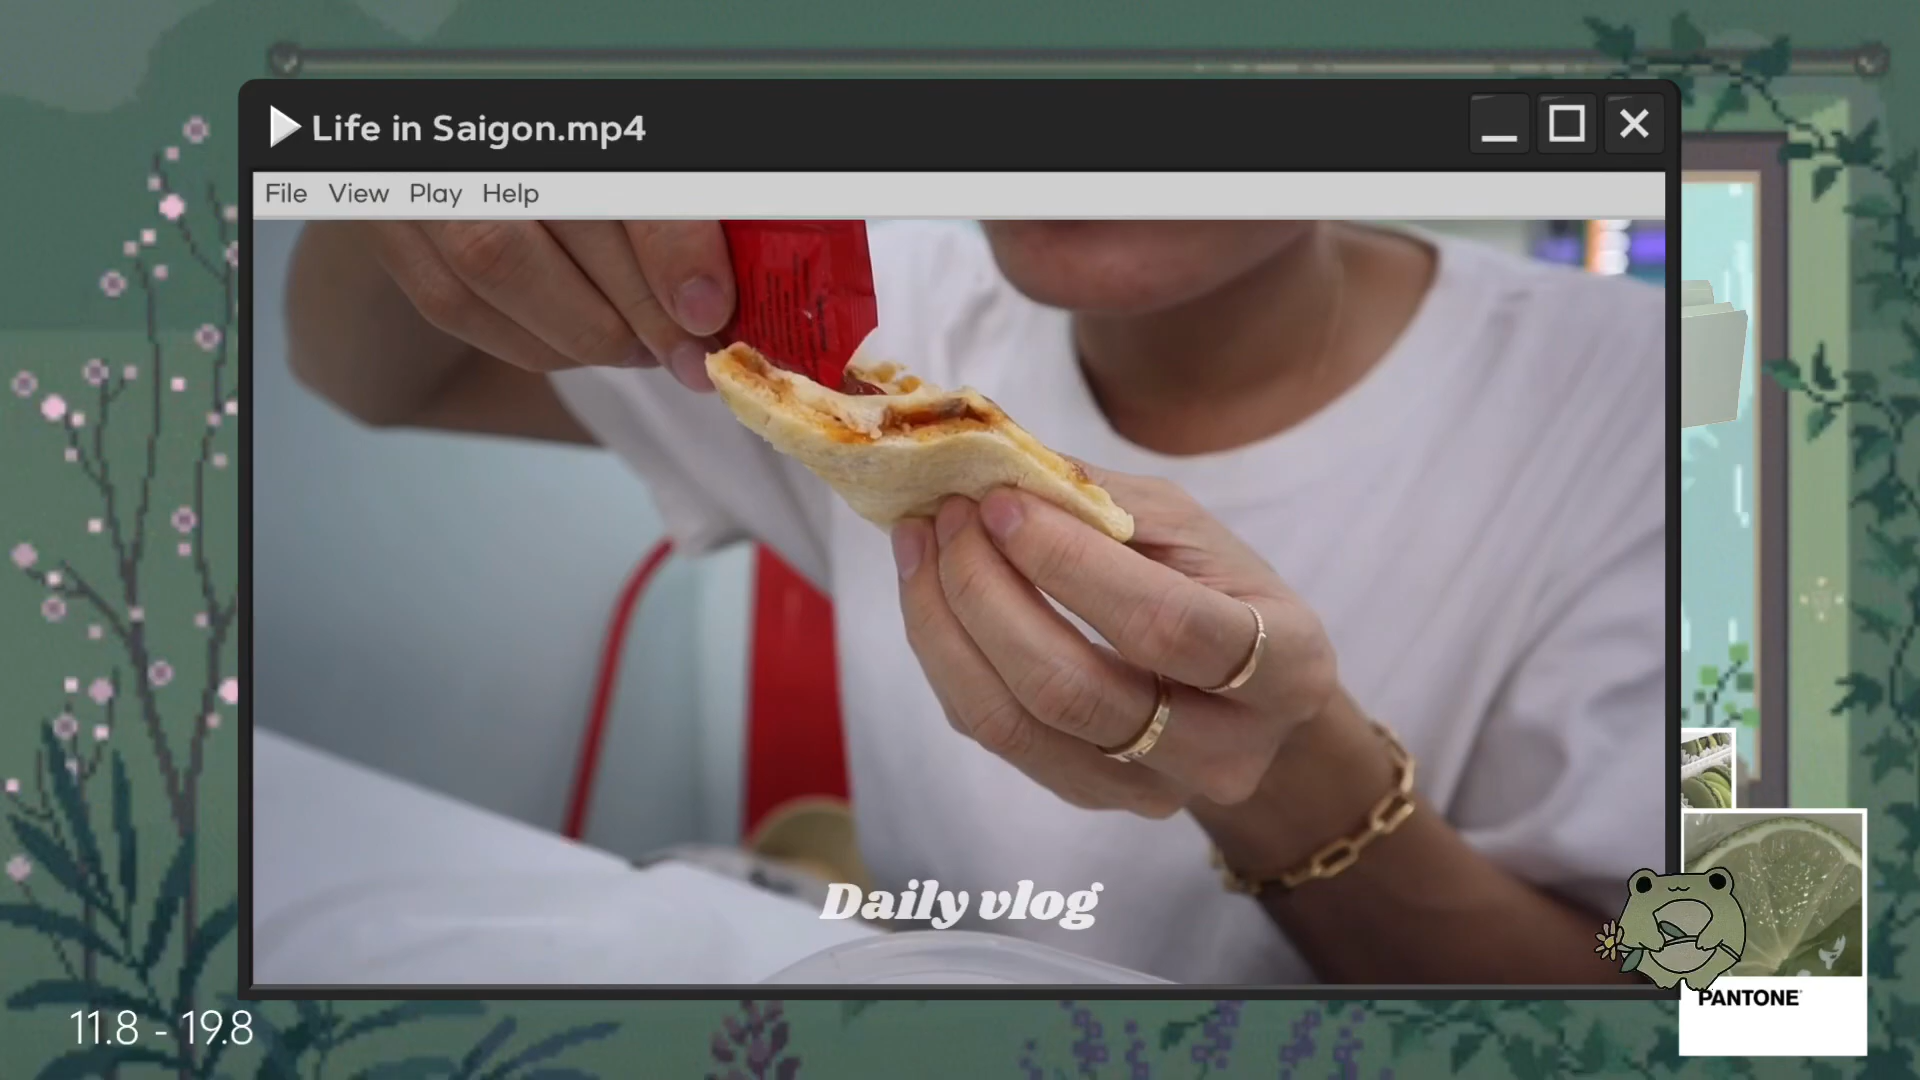 Life in Saigon.mp4
File View Play Help
Daily vlog
11.8 - 19.8
PANTONE